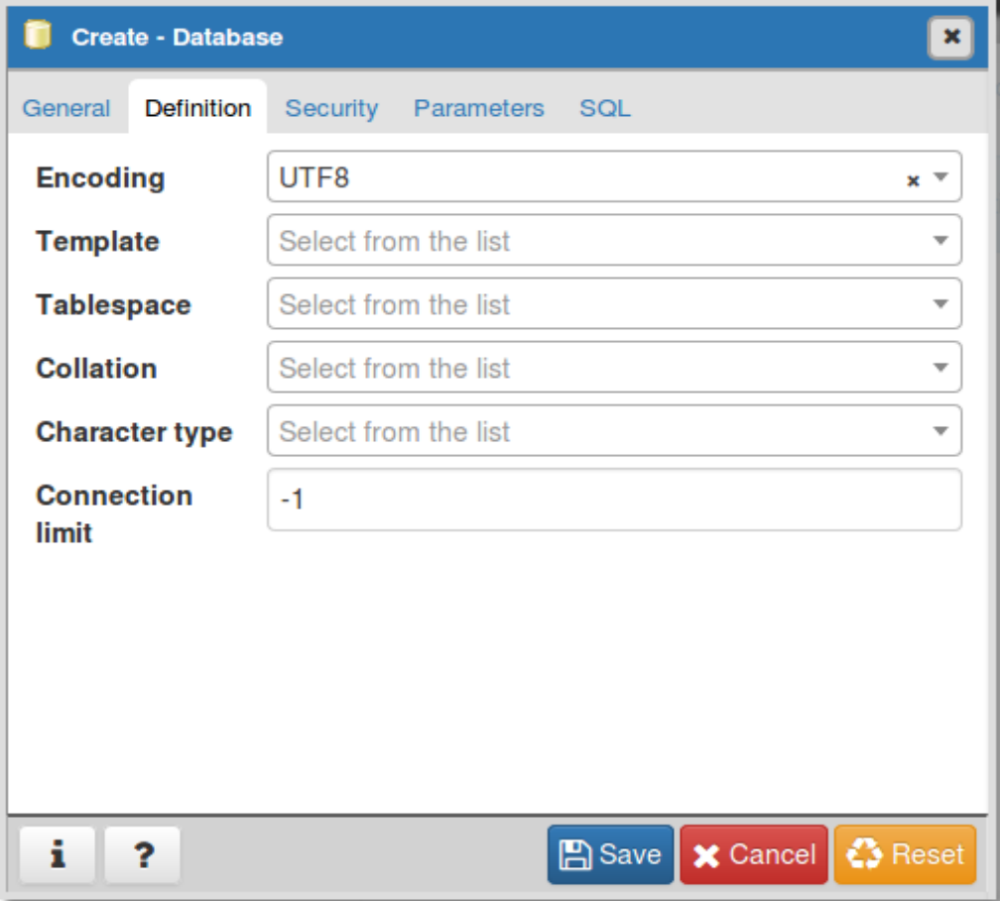 Create - Database
General Definition Security Parameters SQL
Encoding UTF8
Template Select from the list
Tablespace Select from the list
Collation Select from the list
Character type Select from the list
Connection limit -1
i ? Save Cancel Reset